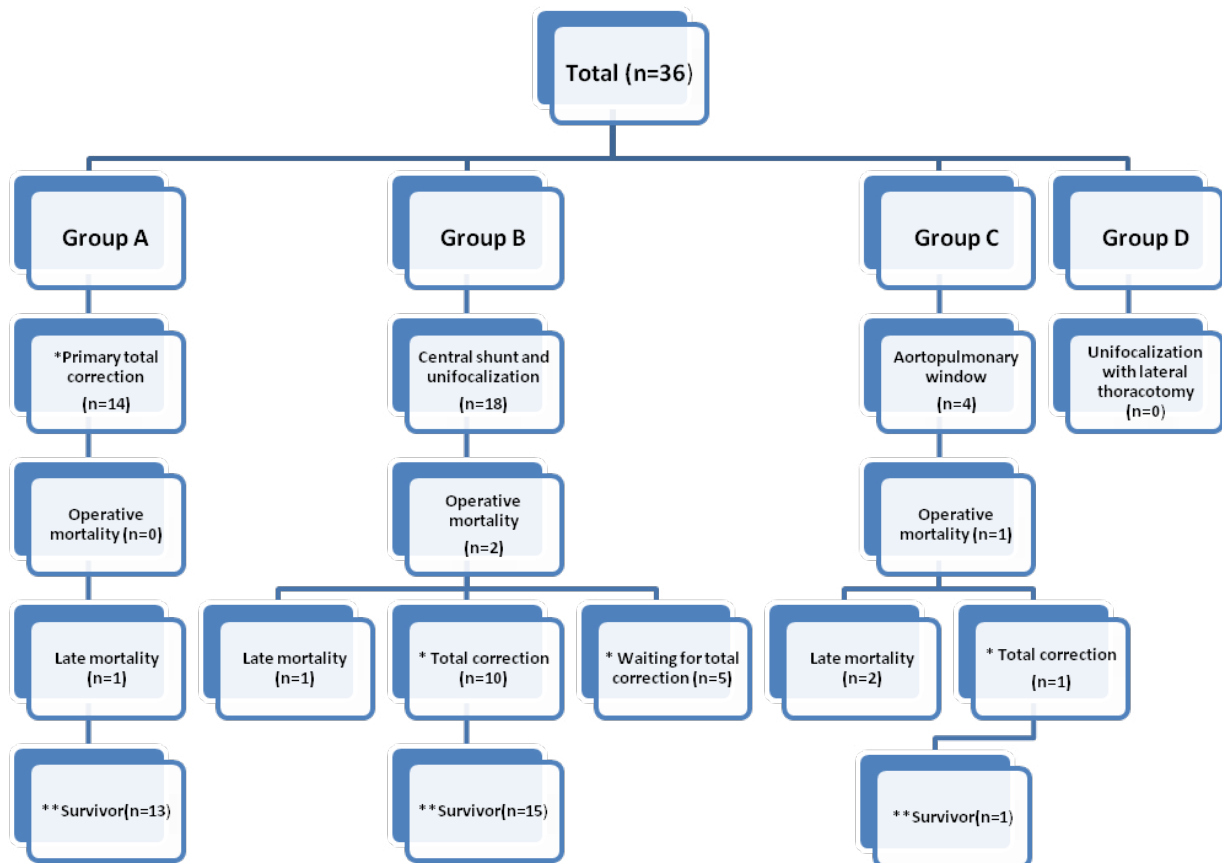 Total (n=36)
Group A
Group B
Group C
Group D
*Primary total
correction
(n=14)
Central shunt and
unifocalization
(n=18)
Aortopulmonary
window
(n=4)
Unifocalization
with lateral
thoracotomy
(n=0)
Operative
mortality (n=0)
Operative
mortality
(n=2)
Operative
mortality (n=1)
Late mortality
(n=1)
Late mortality
(n=1)
* Total correction
(n=10)
* Waiting for total
correction (n=5)
Late mortality
(n=2)
* Total correction
(n=1)
**Survivor(n=13)
**Survivor(n=15)
**Survivor(n=1)